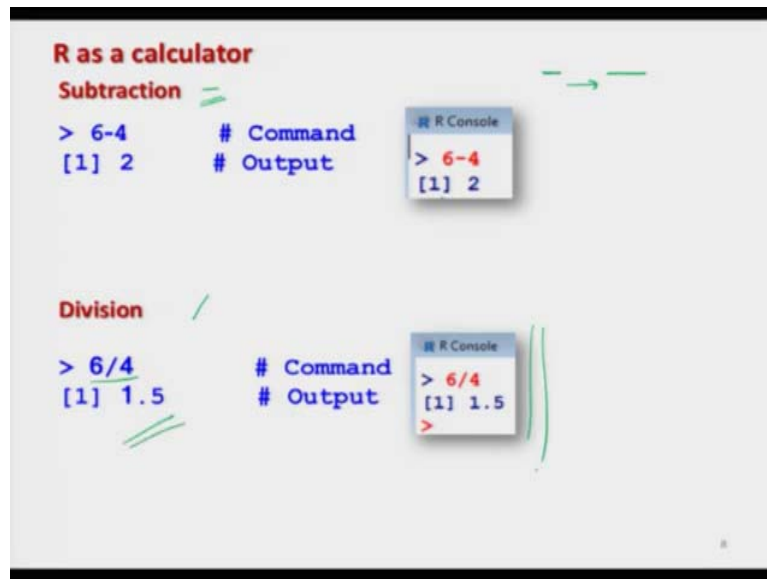 R as a calculator
Subtraction
> 6-4 # Command
[1] 2 # Output
R Console
> 6-4
[1] 2
Division /
> 6/4 # Command
[1] 1.5 # Output
R Console
> 6/4
[1] 1.5
>